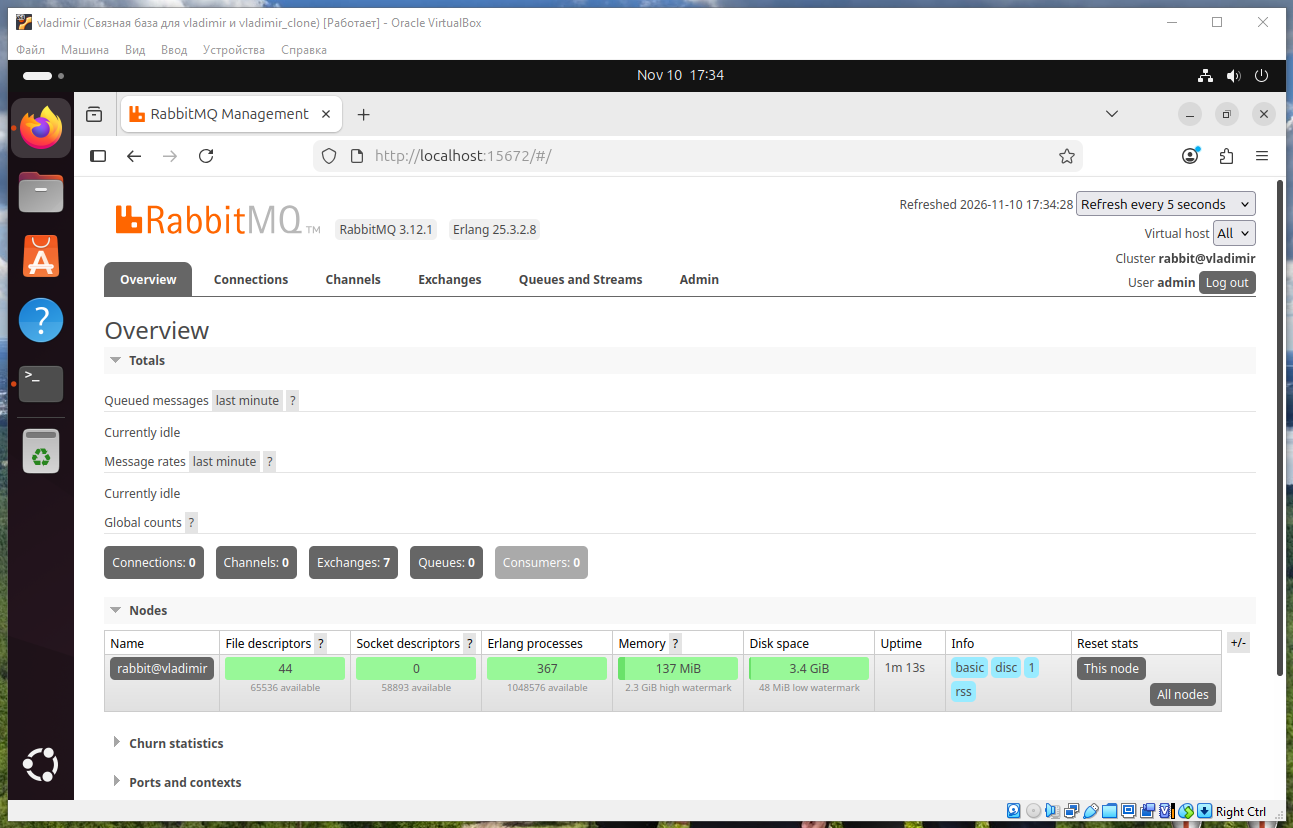 vladimir (Связная база для vladimir и vladimir_clone) [Работает] - Oracle VirtualBox
Файл Машина Вид Ввод Устройства Справка
Nov 10 17:34
RabbitMQ Management
http://localhost:15672/#/
RabbitMQ TM RabbitMQ 3.12.1 Erlang 25.3.2.8
Refreshed 2026-11-10 17:34:28 Refresh every 5 seconds
Virtual host All
Cluster rabbit@vladimir
User admin Log out
Overview Connections Channels Exchanges Queues and Streams Admin
Overview
Totals
Queued messages last minute ?
Currently idle
Message rates last minute ?
Currently idle
Global counts ?
Connections: 0 Channels: 0 Exchanges: 7 Queues: 0 Consumers: 0
Nodes
Name File descriptors ? Socket descriptors ? Erlang processes Memory ? Disk space Uptime Info Reset stats +/-
rabbit@vladimir 44 0 367 137 MiB 3.4 GiB 1m 13s basic disc 1 This node
65536 available 58893 available 1048576 available 2.3 GiB high watermark 48 MiB low watermark
rss All nodes
Churn statistics
Ports and contexts
Right Ctrl